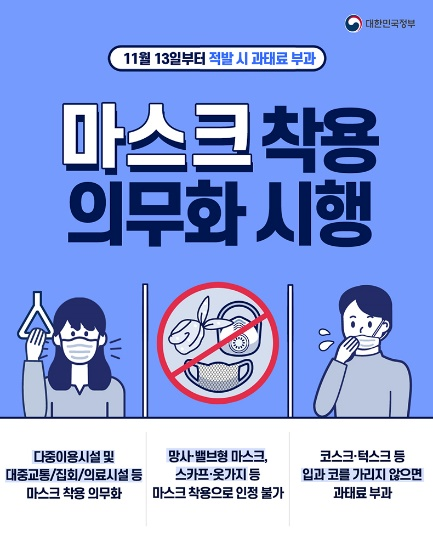 대한민국정부
11월 13일부터 적발 시 과태료 부과
마스크 착용
의무화 시행
다중이용시설 및
대중교통/집회/의료시설 등
마스크 착용 의무화
망사·밸브형 마스크,
스카프·옷가지 등
마스크 착용으로 인정 불가
코스크·턱스크 등
입과 코를 가리지 않으면
과태료 부과